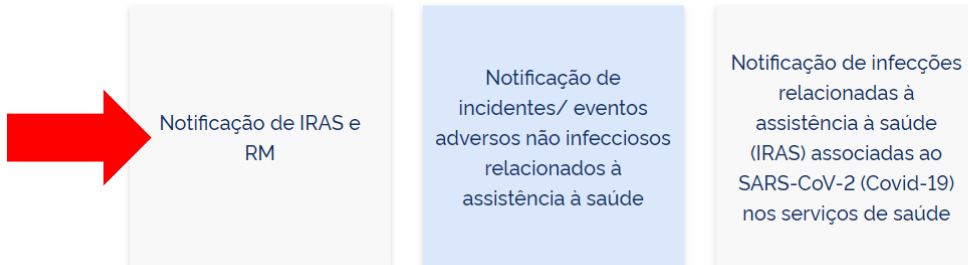 Notificação de IRAS e
RM
Notificação de
incidentes/ eventos
adversos não infecciosos
relacionados à
assistência à saúde
Notificação de infecções
relacionadas à
assistência à saúde
(IRAS) associadas ao
SARS-CoV-2 (Covid-19)
nos serviços de saúde